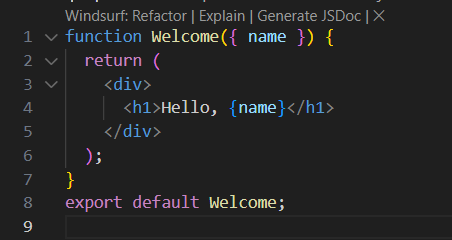 Windsurf: Refactor | Explain | Generate JSDoc | ✕
1 function Welcome({ name }) {
2   return (
3     <div>
4       <h1>Hello, {name}</h1>
5     </div>
6   );
7 }
8 export default Welcome;
9